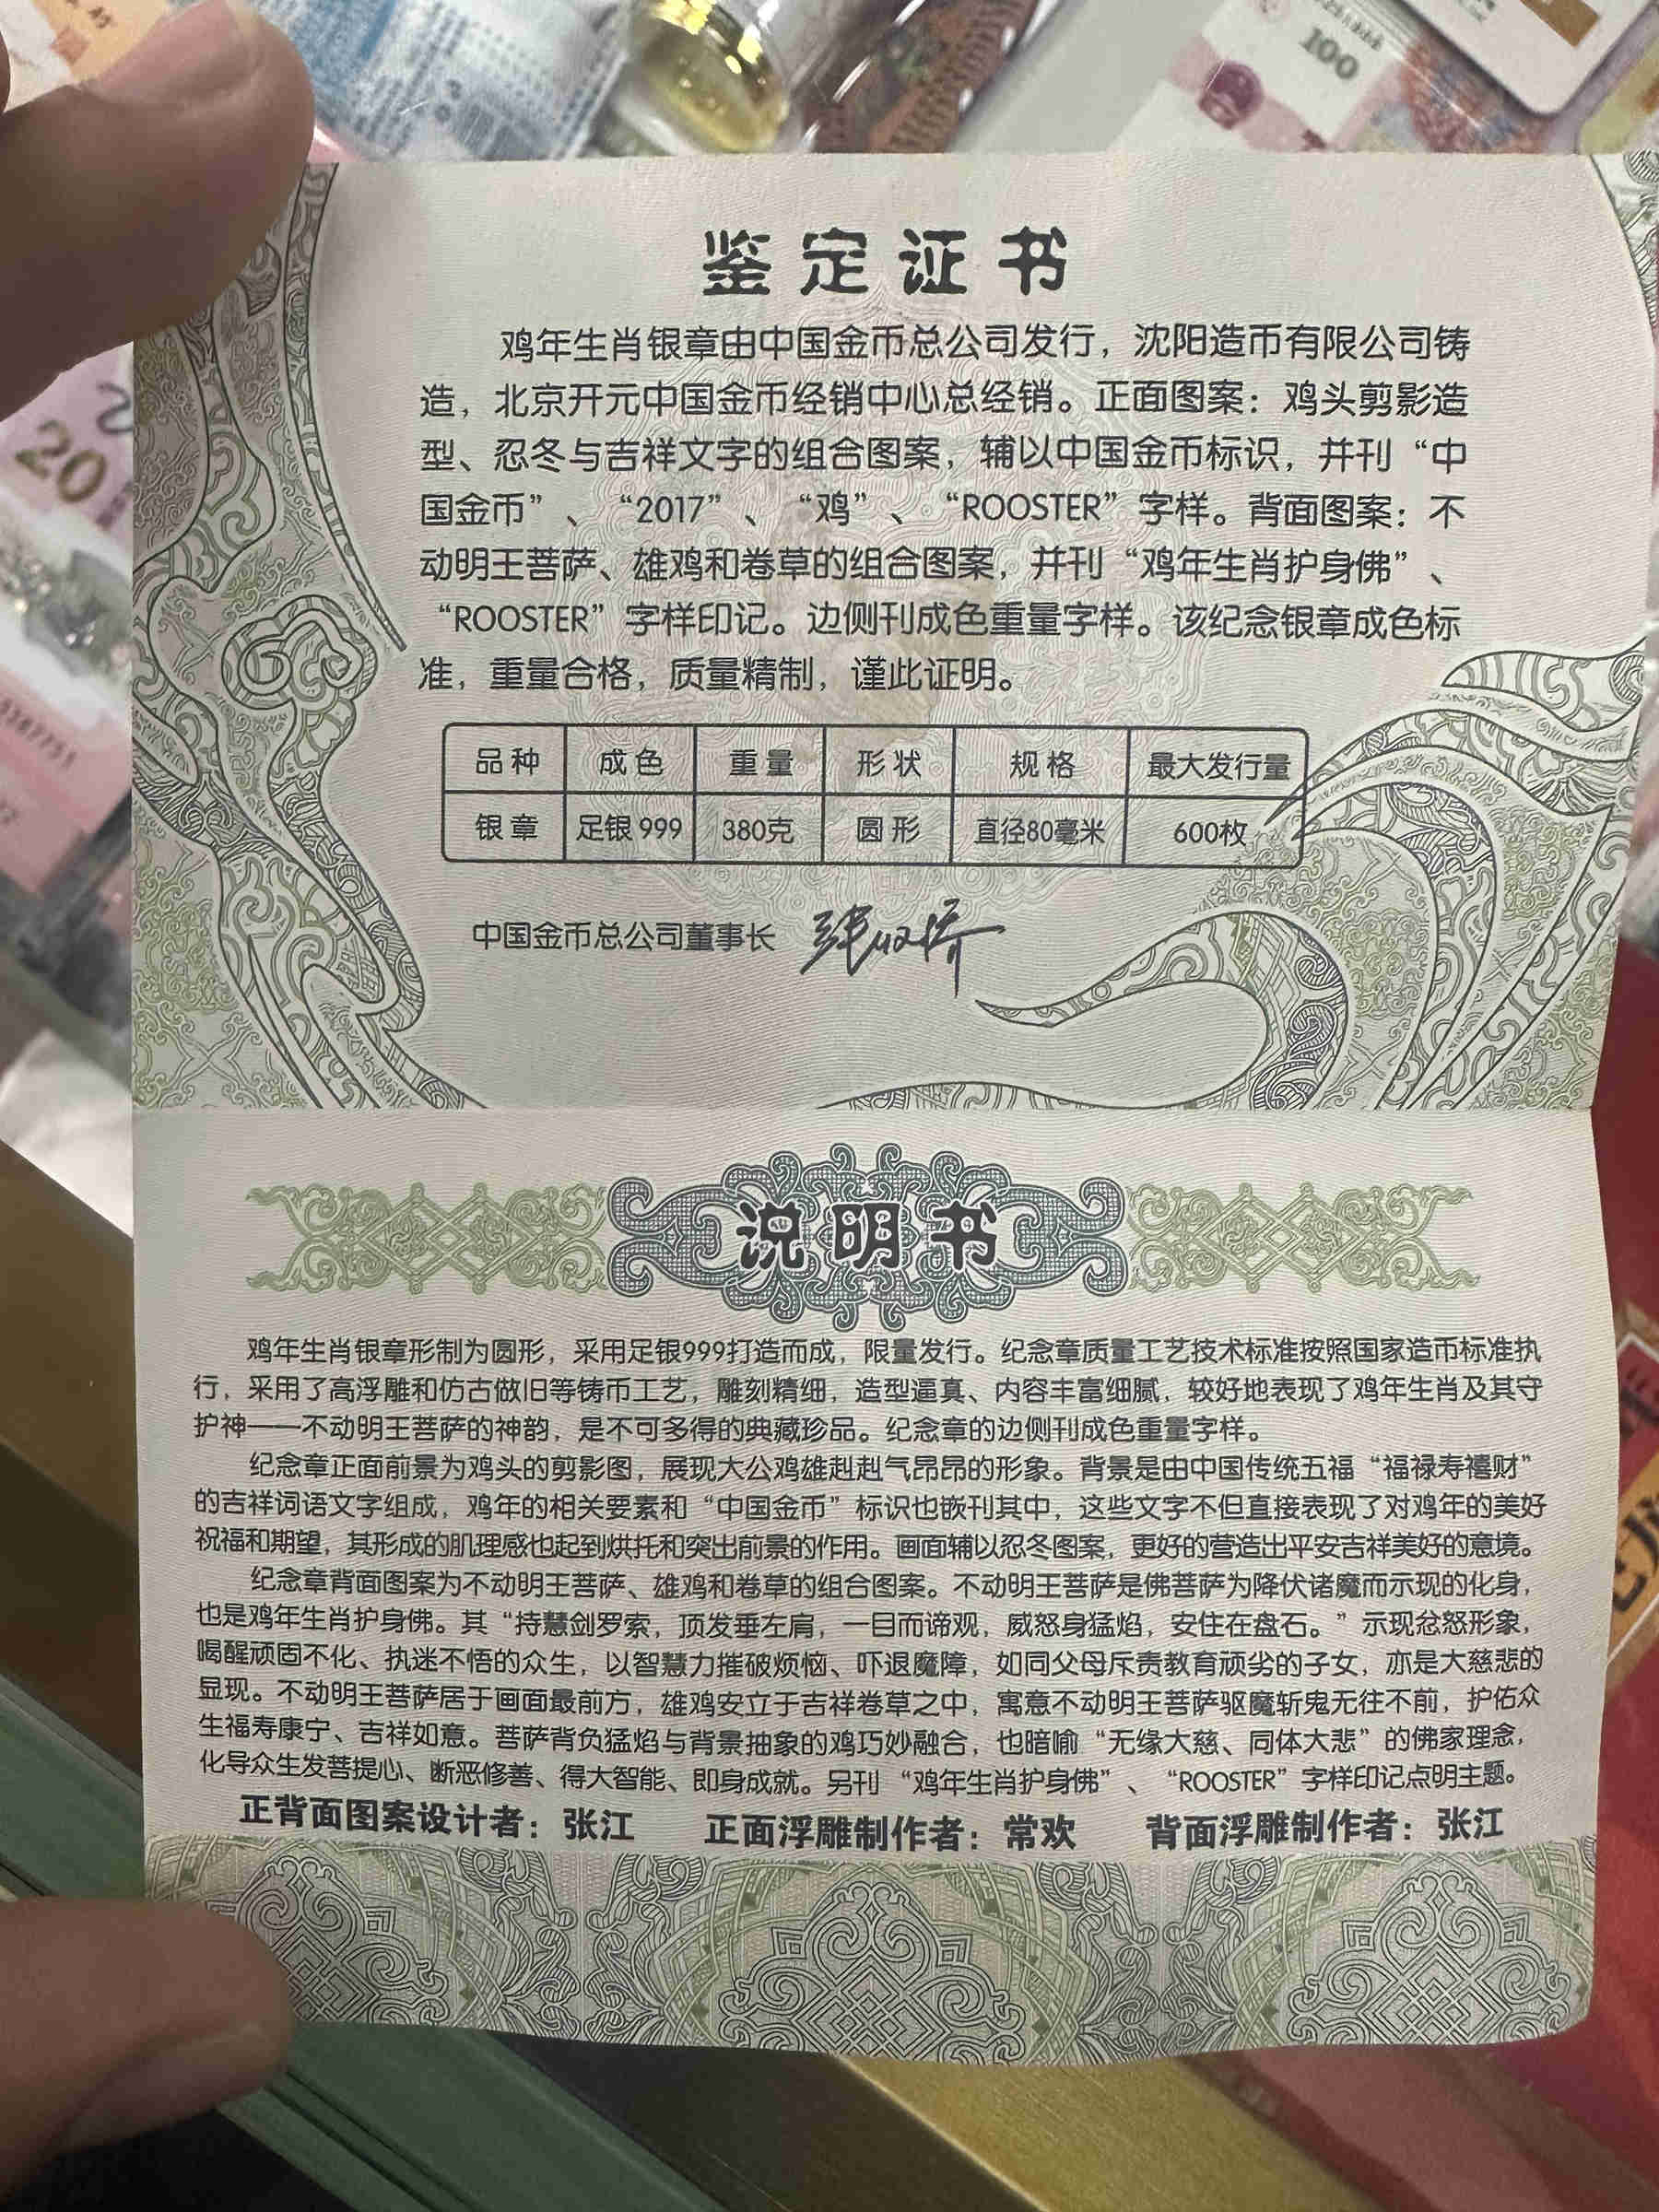 100
20
3387751
鉴定证书
鸡年生肖银章由中国金币总公司发行，沈阳造币有限公司铸
造，北京开元中国金币经销中心总经销。正面图案：鸡头剪影造
型、忍冬与吉祥文字的组合图案，辅以中国金币标识，并刊“中
国金币”、“2017”、“鸡”、“ROOSTER”字样。背面图案：不
动明王菩萨、雄鸡和卷草的组合图案，并刊“鸡年生肖护身佛”、
“ROOSTER”字样印记。边侧刊成色重量字样。该纪念银章成色标
准，重量合格，质量精制，谨此证明。
品种 成色 重量 形状 规格 最大发行量
银章 足银999 380克 圆形 直径80毫米 600枚
中国金币总公司董事长
说明书
鸡年生肖银章形制为圆形，采用足银999打造而成，限量发行。纪念章质量工艺技术标准按照国家造币标准执
行，采用了高浮雕和仿古做旧等铸币工艺，雕刻精细，造型逼真、内容丰富细腻，较好地表现了鸡年生肖及其守
护神——不动明王菩萨的神韵，是不可多得的典藏珍品。纪念章的边侧刊成色重量字样。
纪念章正面前景为鸡头的剪影图，展现大公鸡雄赳赳气昂昂的形象。背景是由中国传统五福“福禄寿禧财”
的吉祥词语文字组成，鸡年的相关要素和“中国金币”标识也嵌刊其中，这些文字不但直接表现了对鸡年的美好
祝福和期望，其形成的肌理感也起到烘托和突出前景的作用。画面辅以忍冬图案，更好的营造出平安吉祥美好的意境。
纪念章背面图案为不动明王菩萨、雄鸡和卷草的组合图案。不动明王菩萨是佛菩萨为降伏诸魔而示现的化身，
也是鸡年生肖护身佛。其“持慧剑罗索，顶发垂左肩，一目而谛观，威怒身猛焰，安住在盘石。”示现忿怒形象，
喝醒顽固不化、执迷不悟的众生，以智慧力摧破烦恼、吓退魔障，如同父母斥责教育顽劣的子女，亦是大慈悲的
显现。不动明王菩萨居于画面最前方，雄鸡安立于吉祥卷草之中，寓意不动明王菩萨驱魔斩鬼无往不前，护佑众
生福寿康宁、吉祥如意。菩萨背负猛焰与背景抽象的鸡巧妙融合，也暗喻“无缘大慈、同体大悲”的佛家理念，
化导众生发菩提心、断恶修善、得大智能、即身成就。另刊“鸡年生肖护身佛”、“ROOSTER”字样印记点明主题。
正背面图案设计者：张江 正面浮雕制作者：常欢 背面浮雕制作者：张江